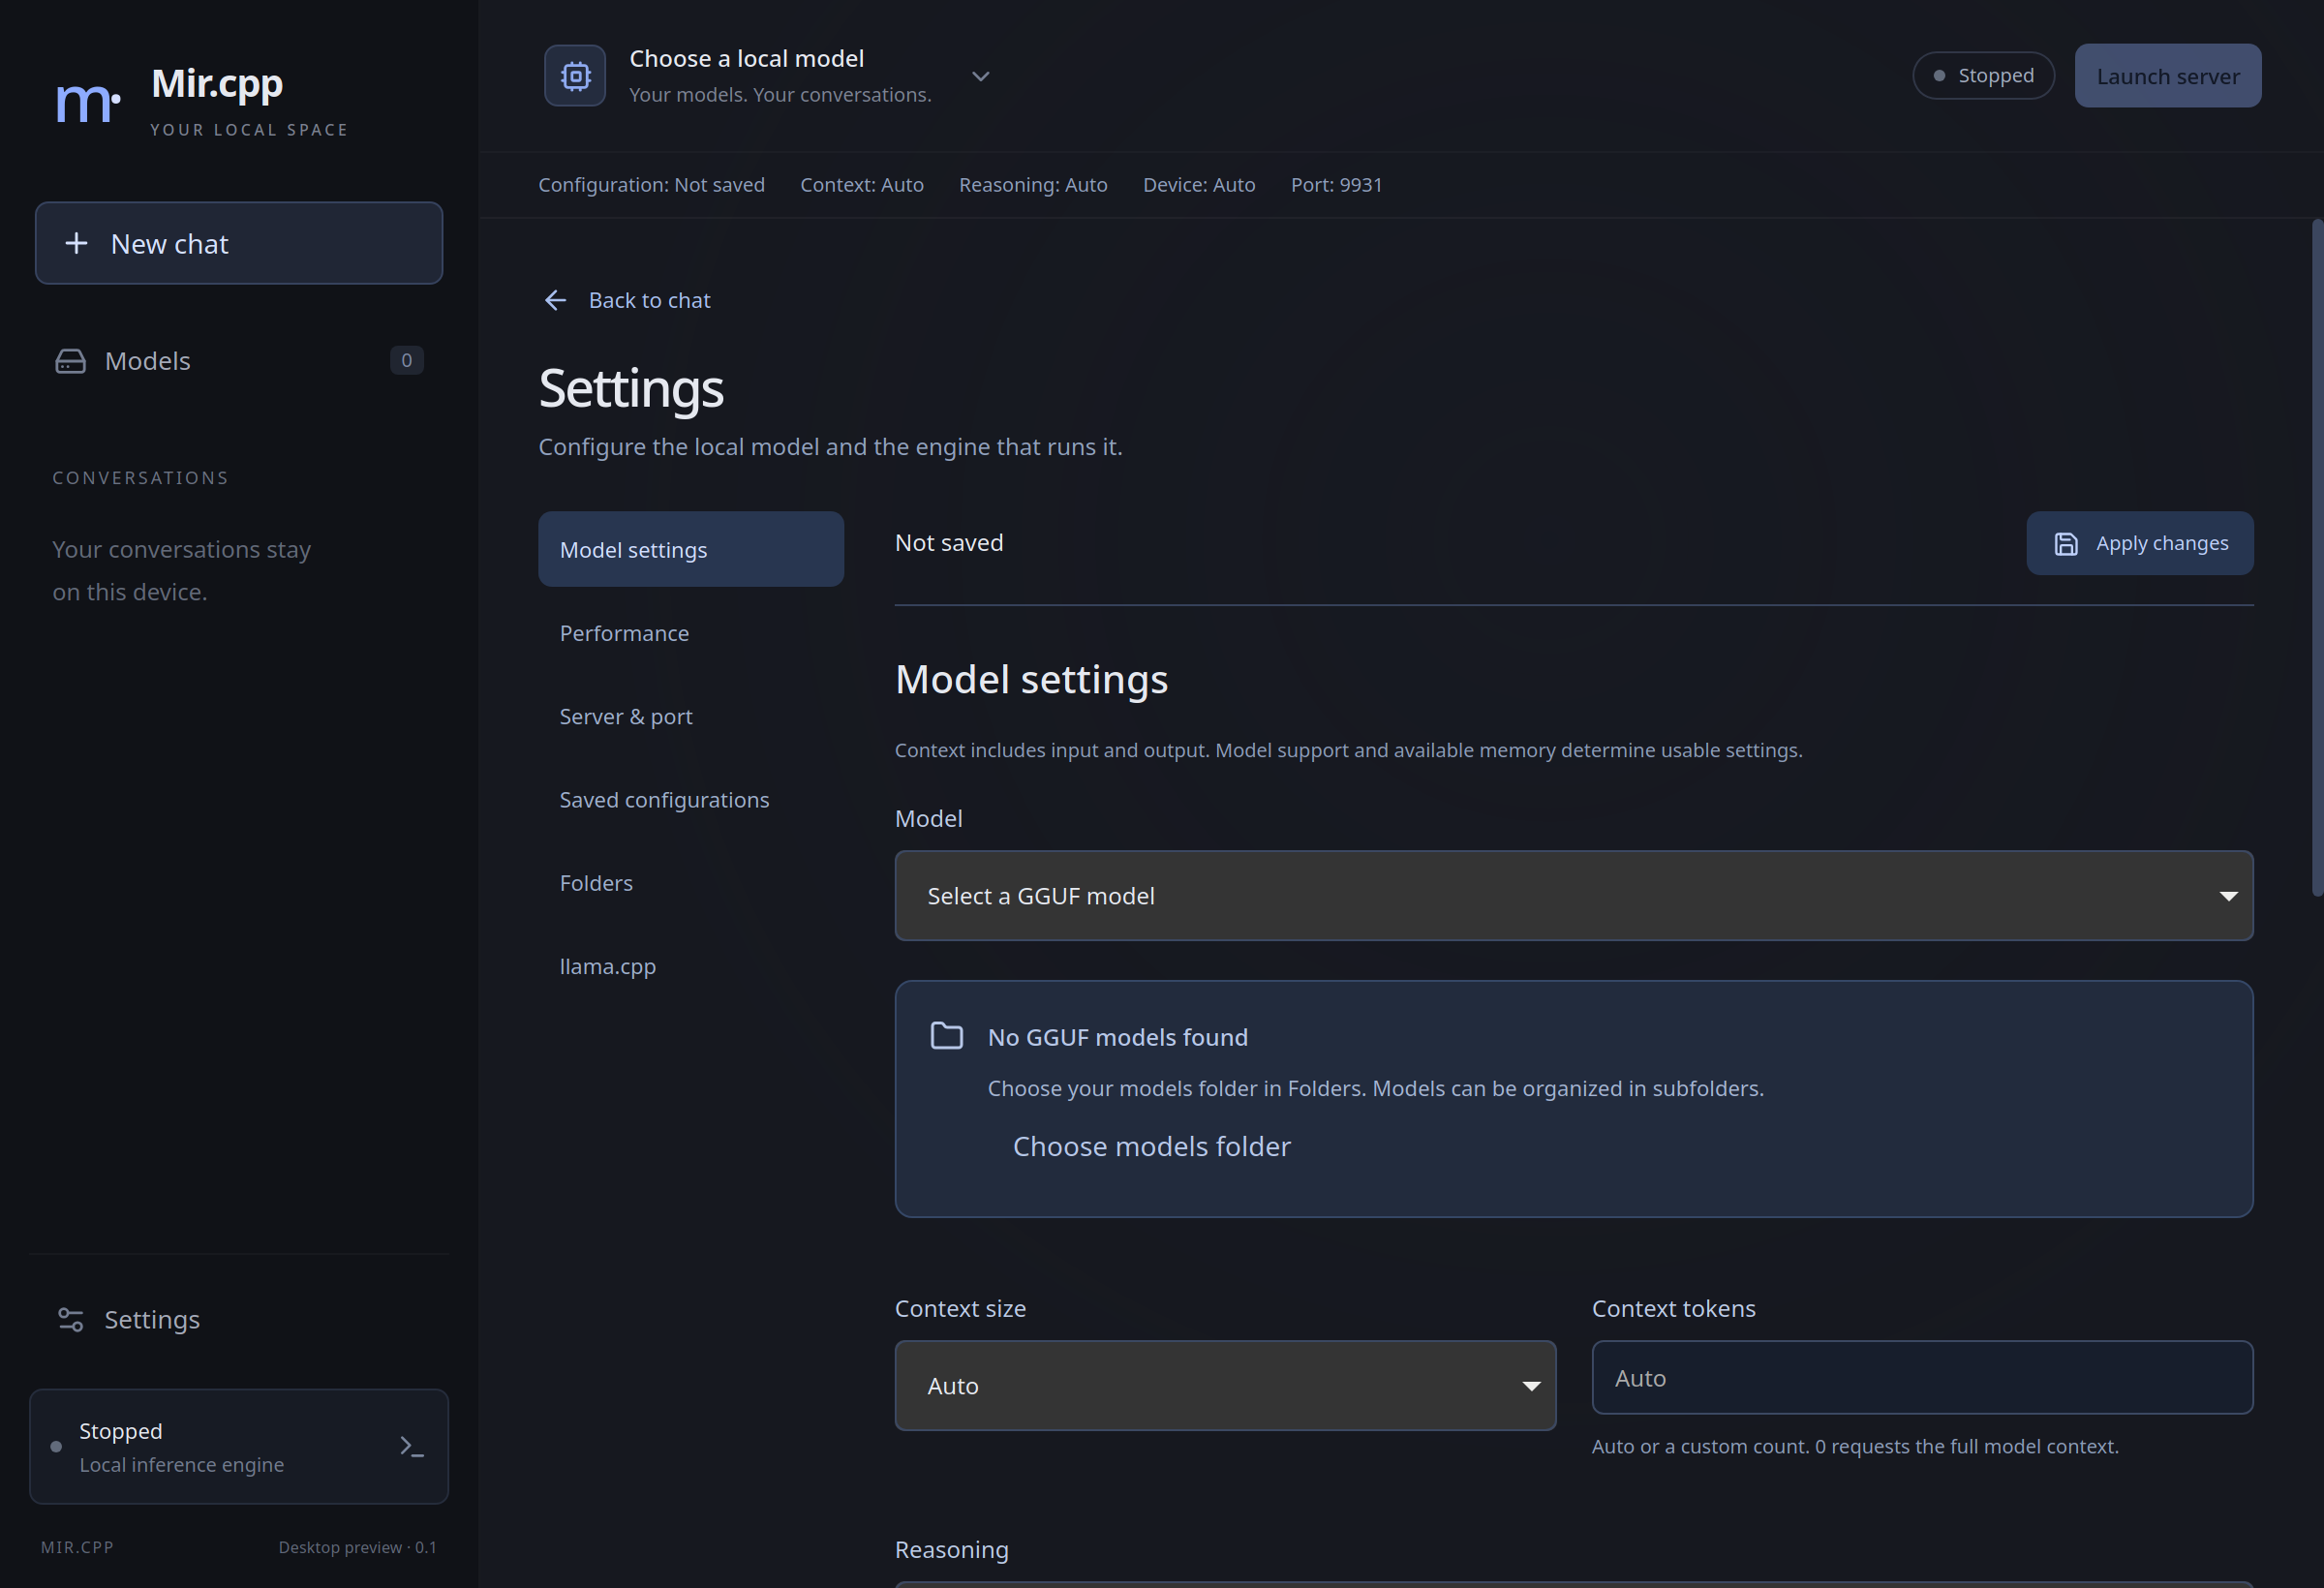 m.
Mir.cpp
YOUR LOCAL SPACE
New chat
Models
0
CONVERSATIONS
Your conversations stay
on this device.
Settings
Stopped
Local inference engine
MIR.CPP
Desktop preview · 0.1
Choose a local model
Your models. Your conversations.
Stopped
Launch server
Configuration: Not saved
Context: Auto
Reasoning: Auto
Device: Auto
Port: 9931
Back to chat
Settings
Configure the local model and the engine that runs it.
Model settings
Performance
Server & port
Saved configurations
Folders
llama.cpp
Not saved
Apply changes
Model settings
Context includes input and output. Model support and available memory determine usable settings.
Model
Select a GGUF model
No GGUF models found
Choose your models folder in Folders. Models can be organized in subfolders.
Choose models folder
Context size
Auto
Context tokens
Auto
Auto or a custom count. 0 requests the full model context.
Reasoning